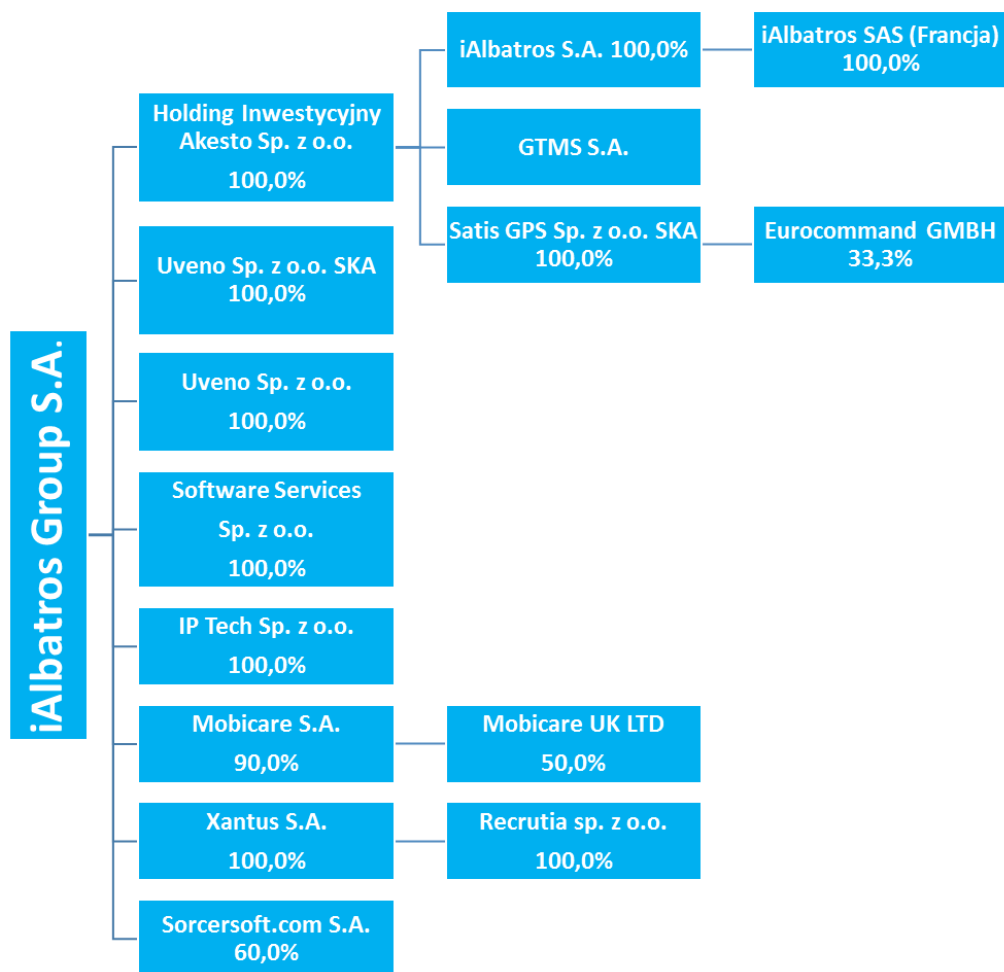 iAlbatros Group S.A.
Holding Inwestycyjny
Akesto Sp. z o.o.
100,0%
iAlbatros S.A. 100,0%
iAlbatros SAS (Francja)
100,0%
GTMS S.A.
Satis GPS Sp. z o.o. SKA
100,0%
Eurocommand GMBH
33,3%
Uveno Sp. z o.o. SKA
100,0%
Uveno Sp. z o.o.
100,0%
Software Services
Sp. z o.o.
100,0%
IP Tech Sp. z o.o.
100,0%
Mobicare S.A.
90,0%
Mobicare UK LTD
50,0%
Xantus S.A.
100,0%
Recrutia sp. z o.o.
100,0%
Sorcersoft.com S.A.
60,0%